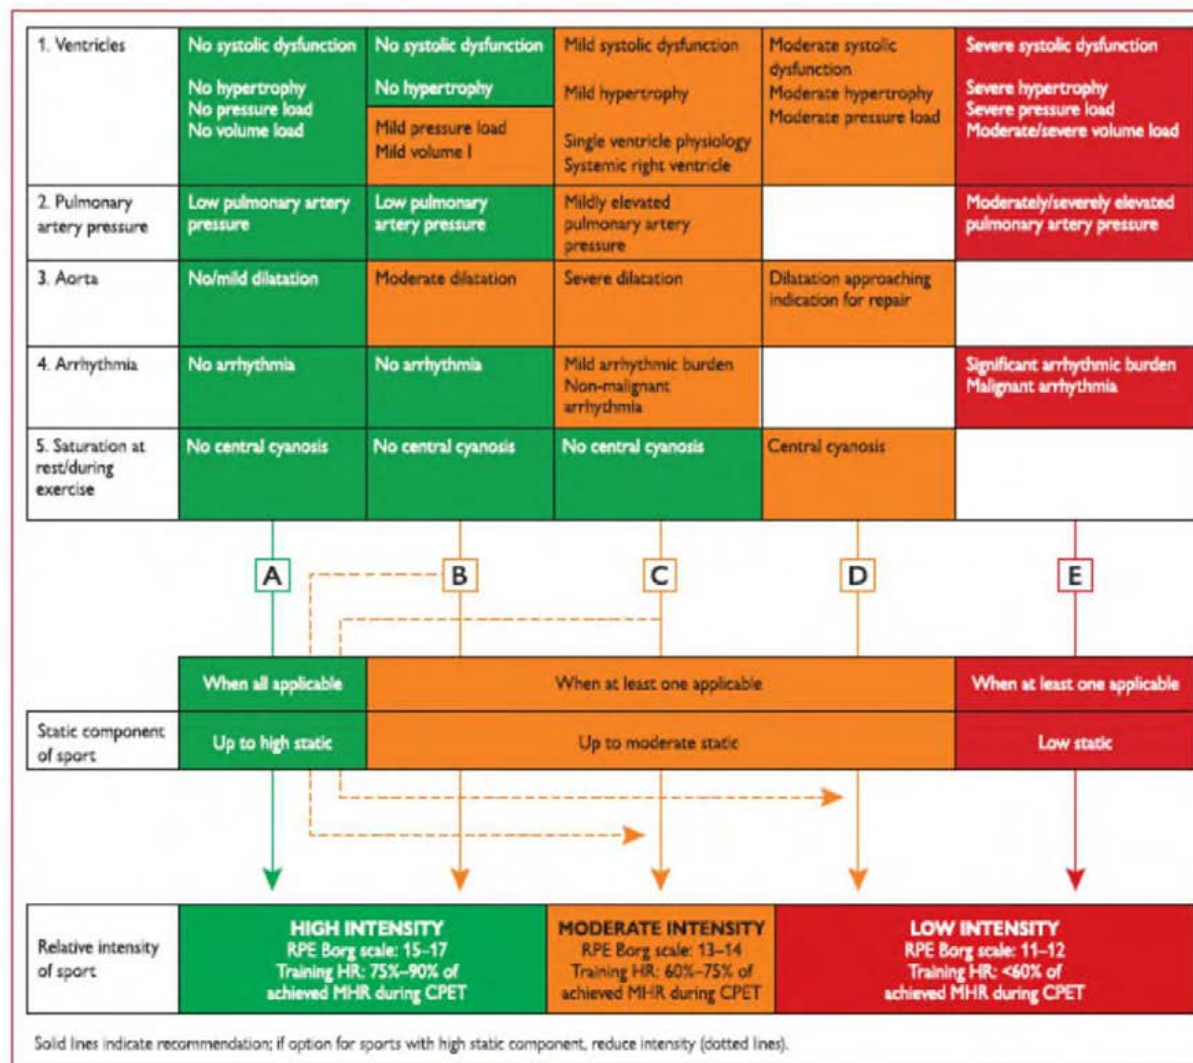 1. Ventricles
No systolic dysfunction
No hypertrophy
No pressure load
No volume load
No systolic dysfunction
No hypertrophy
Mild pressure load
Mild volume l
Mild systolic dysfunction
Mild hypertrophy
Single ventricle physiology
Systemic right ventricle
Moderate systolic
dysfunction
Moderate hypertrophy
Moderate pressure load
Severe systolic dysfunction
Severe hypertrophy
Severe pressure load
Moderate/severe volume load
2. Pulmonary
artery pressure
Low pulmonary artery
pressure
Low pulmonary
artery pressure
Mildly elevated
pulmonary artery
pressure
Moderately/severely elevated
pulmonary artery pressure
3. Aorta
No/mild dilatation
Moderate dilatation
Severe dilatation
Dilatation approaching
indication for repair
4. Arrhythmia
No arrhythmia
No arrhythmia
Mild arrhythmic burden
Non-malignant
arrhythmia
Significant arrhythmic burden
Malignant arrhythmia
5. Saturation at
rest/during
exercise
No central cyanosis
No central cyanosis
No central cyanosis
Central cyanosis
A
B
C
D
E
When all applicable
When at least one applicable
When at least one applicable
Static component
of sport
Up to high static
Up to moderate static
Low static
Relative intensity
of sport
HIGH INTENSITY
RPE Borg scale: 15–17
Training HR: 75%–90% of
achieved MHR during CPET
MODERATE INTENSITY
RPE Borg scale: 13–14
Training HR: 60%–75% of
achieved MHR during CPET
LOW INTENSITY
RPE Borg scale: 11–12
Training HR: <60% of
achieved MHR during CPET
Solid lines indicate recommendation; if option for sports with high static component, reduce intensity (dotted lines).